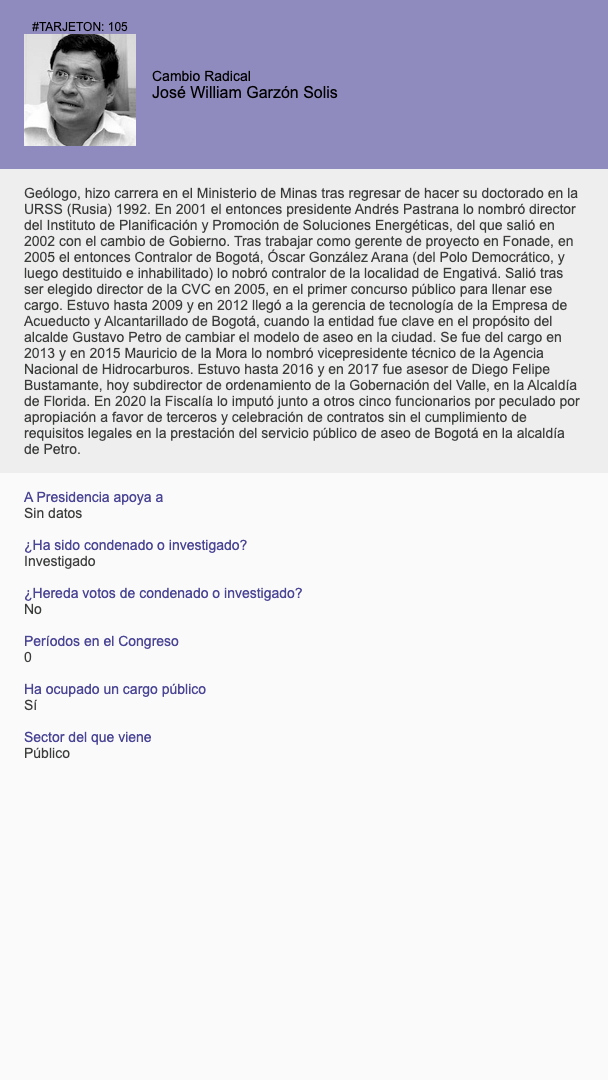 #TARJETON: 105
Cambio Radical
José William Garzón Solis
Geólogo, hizo carrera en el Ministerio de Minas tras regresar de hacer su doctorado en la
URSS (Rusia) 1992. En 2001 el entonces presidente Andrés Pastrana lo nombró director
del Instituto de Planificación y Promoción de Soluciones Energéticas, del que salió en
2002 con el cambio de Gobierno. Tras trabajar como gerente de proyecto en Fonade, en
2005 el entonces Contralor de Bogotá, Óscar González Arana (del Polo Democrático, y
luego destituido e inhabilitado) lo nobró contralor de la localidad de Engativá. Salió tras
ser elegido director de la CVC en 2005, en el primer concurso público para llenar ese
cargo. Estuvo hasta 2009 y en 2012 llegó a la gerencia de tecnología de la Empresa de
Acueducto y Alcantarillado de Bogotá, cuando la entidad fue clave en el propósito del
alcalde Gustavo Petro de cambiar el modelo de aseo en la ciudad. Se fue del cargo en
2013 y en 2015 Mauricio de la Mora lo nombró vicepresidente técnico de la Agencia
Nacional de Hidrocarburos. Estuvo hasta 2016 y en 2017 fue asesor de Diego Felipe
Bustamante, hoy subdirector de ordenamiento de la Gobernación del Valle, en la Alcaldía
de Florida. En 2020 la Fiscalía lo imputó junto a otros cinco funcionarios por peculado por
apropiación a favor de terceros y celebración de contratos sin el cumplimiento de
requisitos legales en la prestación del servicio público de aseo de Bogotá en la alcaldía
de Petro.
A Presidencia apoya a
Sin datos
¿Ha sido condenado o investigado?
Investigado
¿Hereda votos de condenado o investigado?
No
Períodos en el Congreso
0
Ha ocupado un cargo público
Sí
Sector del que viene
Público